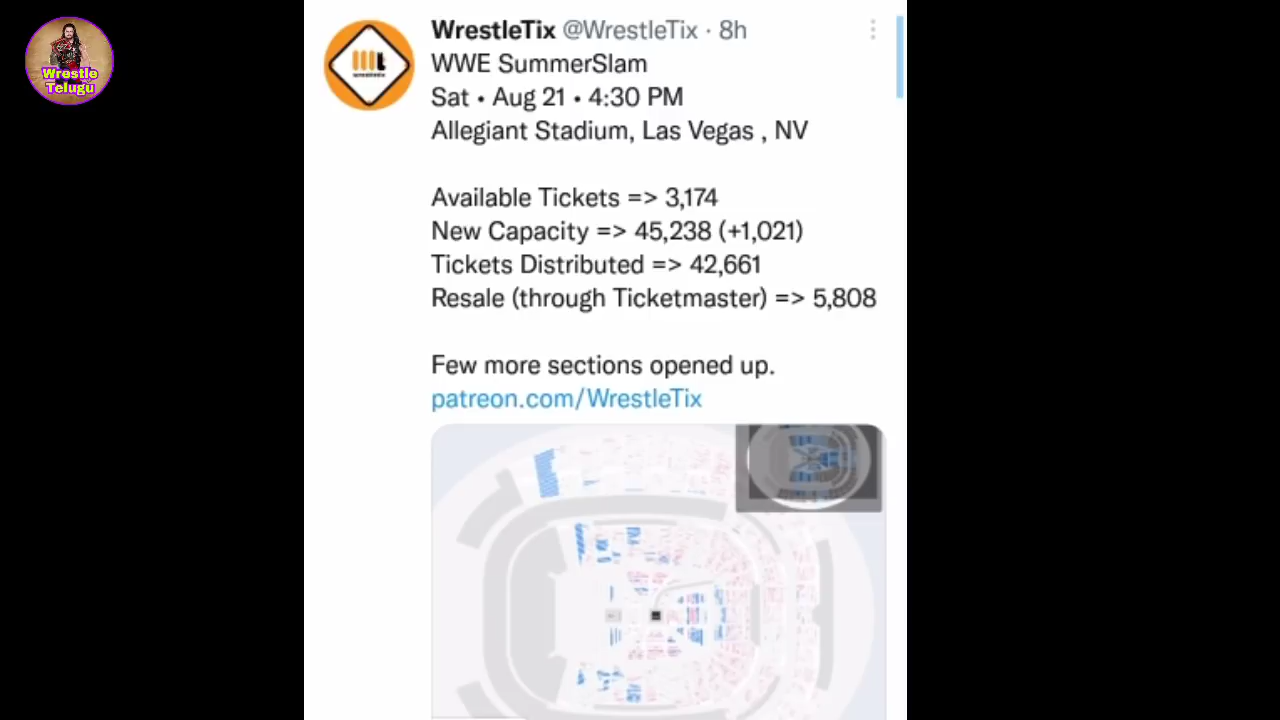 Wrestle
Telugu
WrestleTix @WrestleTix · 8h
WWE SummerSlam
Sat • Aug 21 • 4:30 PM
Allegiant Stadium, Las Vegas , NV
Available Tickets => 3,174
New Capacity => 45,238 (+1,021)
Tickets Distributed => 42,661
Resale (through Ticketmaster) => 5,808
Few more sections opened up.
patreon.com/WrestleTix